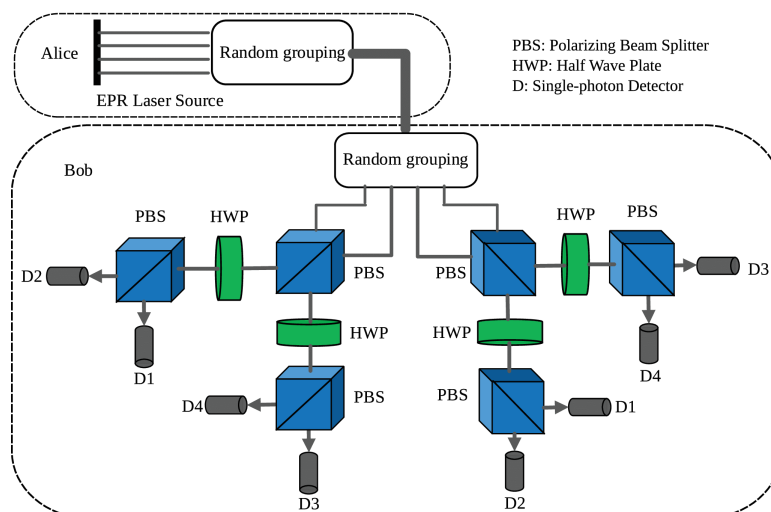 Alice
Random grouping
EPR Laser Source
PBS: Polarizing Beam Splitter
HWP: Half Wave Plate
D: Single-photon Detector
Bob
Random grouping
PBS
HWP
HWP
PBS
D2
PBS
PBS
D3
D1
HWP
HWP
D4
D4
PBS
PBS
D1
D3
D2